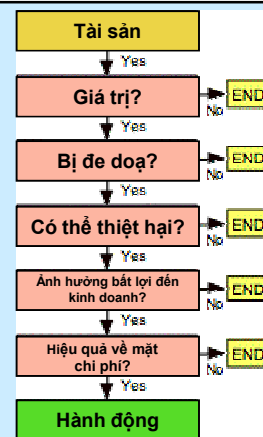 Tài sản
Yes
Giá trị?
END
No
Yes
Bị đe doạ?
END
No
Yes
Có thể thiệt hại?
END
No
Yes
Ảnh hưởng bất lợi đến
kinh doanh?
END
No
Yes
Hiệu quả về mặt
chi phí?
END
No
Yes
Hành động